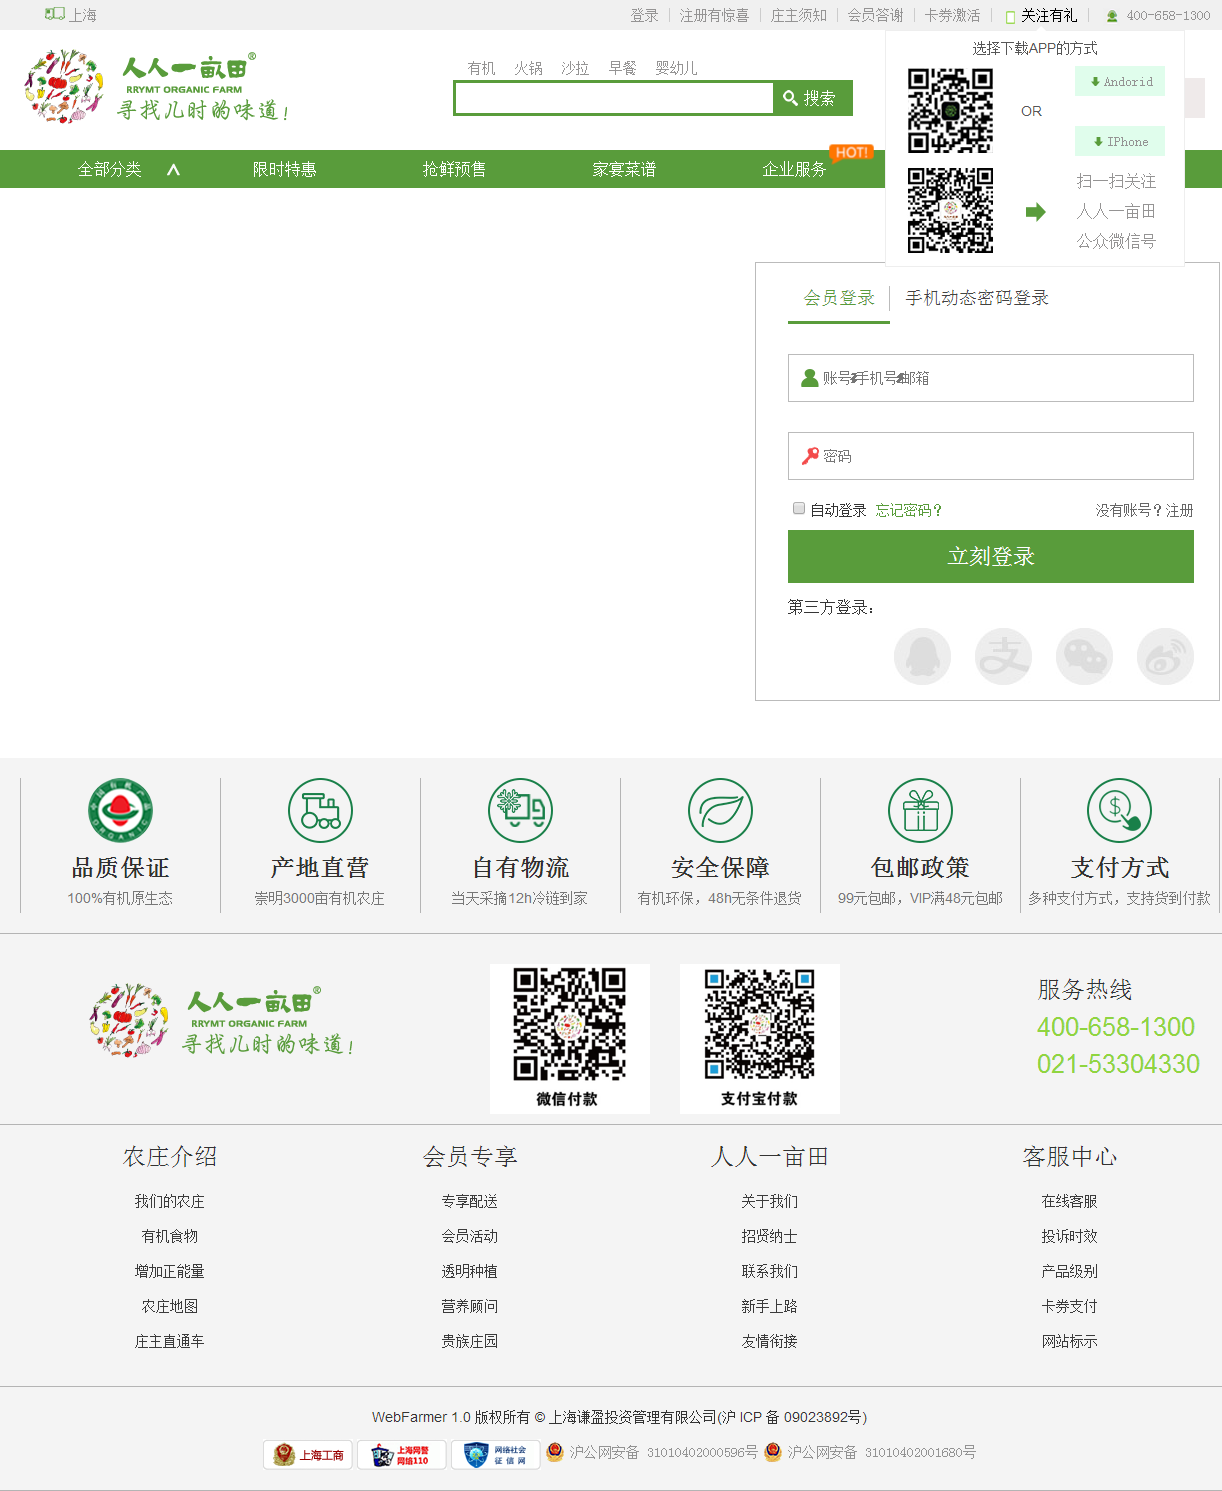 上海
登录 注册有惊喜 庄主须知 会员答谢 卡券激活 关注有礼 400-658-1300
选择下载APP的方式
Andorid
OR
IPhone
扫一扫关注
人人一亩田
公众微信号
人人一亩田®
RRYMT ORGANIC FARM
寻找儿时的味道!
有机 火锅 沙拉 早餐 婴幼儿
搜索
HOT!
全部分类 限时特惠 抢鲜预售 家宴菜谱 企业服务
会员登录 手机动态密码登录
账号 手机号 邮箱
密码
自动登录 忘记密码? 没有账号?注册
立刻登录
第三方登录:
品质保证 产地直营 自有物流 安全保障 包邮政策 支付方式
100%有机原生态 崇明3000亩有机农庄 当天采摘12h冷链到家 有机环保,48h无条件退货 99元包邮,VIP满48元包邮 多种支付方式,支持货到付款
人人一亩田®
RRYMT ORGANIC FARM
寻找儿时的味道!
微信付款
支付宝付款
服务热线
400-658-1300
021-53304330
农庄介绍 会员专享 人人一亩田 客服中心
我们的农庄 专享配送 关于我们 在线客服
有机食物 会员活动 招贤纳士 投诉时效
增加正能量 透明种植 联系我们 产品级别
农庄地图 营养顾问 新手上路 卡券支付
庄主直通车 贵族庄园 友情衔接 网站标示
WebFarmer 1.0 版权所有 © 上海谦盈投资管理有限公司(沪 ICP 备 09023892号)
上海工商
上海网警
网络110
网络社会
征信网
沪公网安备 31010402000596号 沪公网安备 31010402001680号